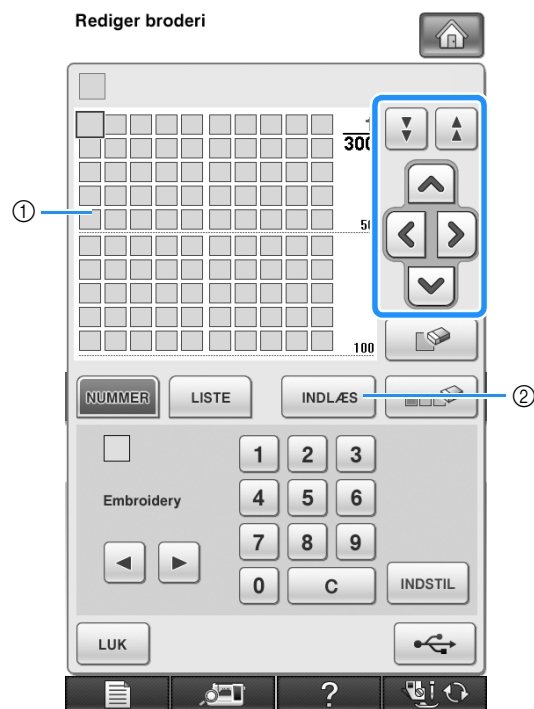 Rediger broderi
1
300
①
50
100
NUMMER
LISTE
INDLÆS
②
1 2 3
Embroidery
4 5 6
7 8 9
0 C
INDSTIL
LUK
?